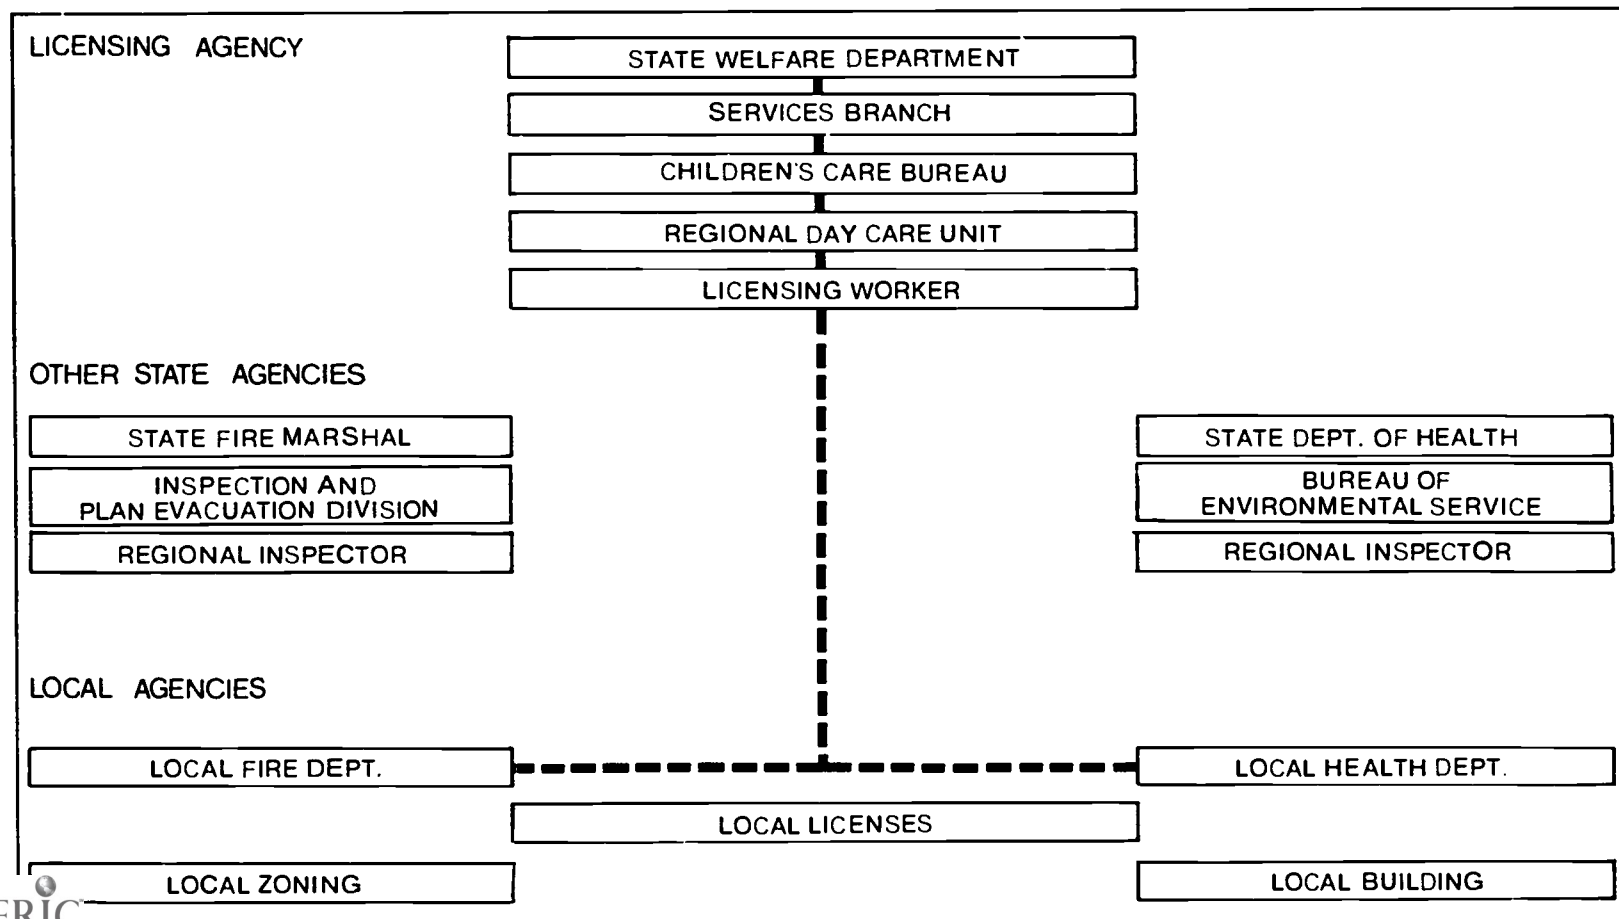 LICENSING AGENCY
STATE WELFARE DEPARTMENT
SERVICES BRANCH
CHILDREN'S CARE BUREAU
REGIONAL DAY CARE UNIT
LICENSING WORKER
OTHER STATE AGENCIES
STATE FIRE MARSHAL
INSPECTION AND
PLAN EVACUATION DIVISION
REGIONAL INSPECTOR
STATE DEPT. OF HEALTH
BUREAU OF
ENVIRONMENTAL SERVICE
REGIONAL INSPECTOR
LOCAL AGENCIES
LOCAL FIRE DEPT.
LOCAL HEALTH DEPT.
LOCAL LICENSES
LOCAL ZONING
LOCAL BUILDING
ERIC